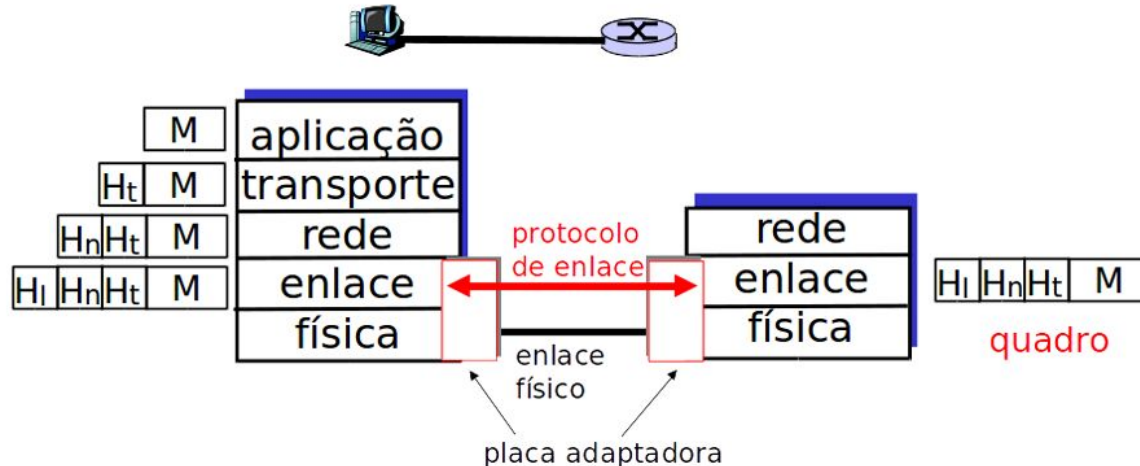 M
aplicação
Ht M
transporte
Hn Ht M
rede
Hl Hn Ht M
enlace
física
protocolo
de enlace
enlace
físico
rede
enlace
física
Hl Hn Ht M
quadro
placa adaptadora